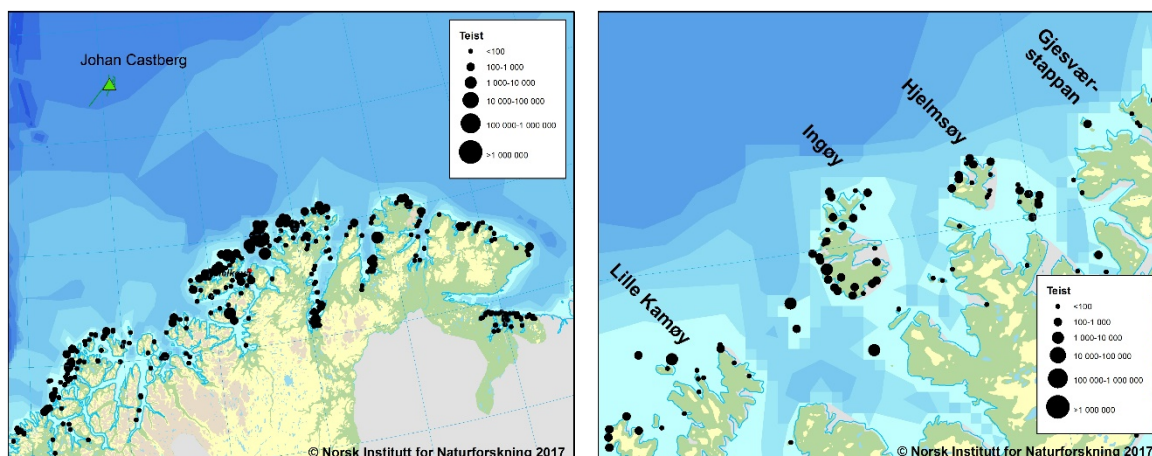 Johan Castberg
Teist
<100
100-1 000
1 000-10 000
10 000-100 000
100 000-1 000 000
>1 000 000
© Norsk Institutt for Naturforskning 2017
Gjesvær-
stappan
Hjelmsøy
Ingøy
Lille Kamøy
Teist
<100
100-1 000
1 000-10 000
10 000-100 000
100 000-1 000 000
>1 000 000
© Norsk Institutt for Naturforskning 2017